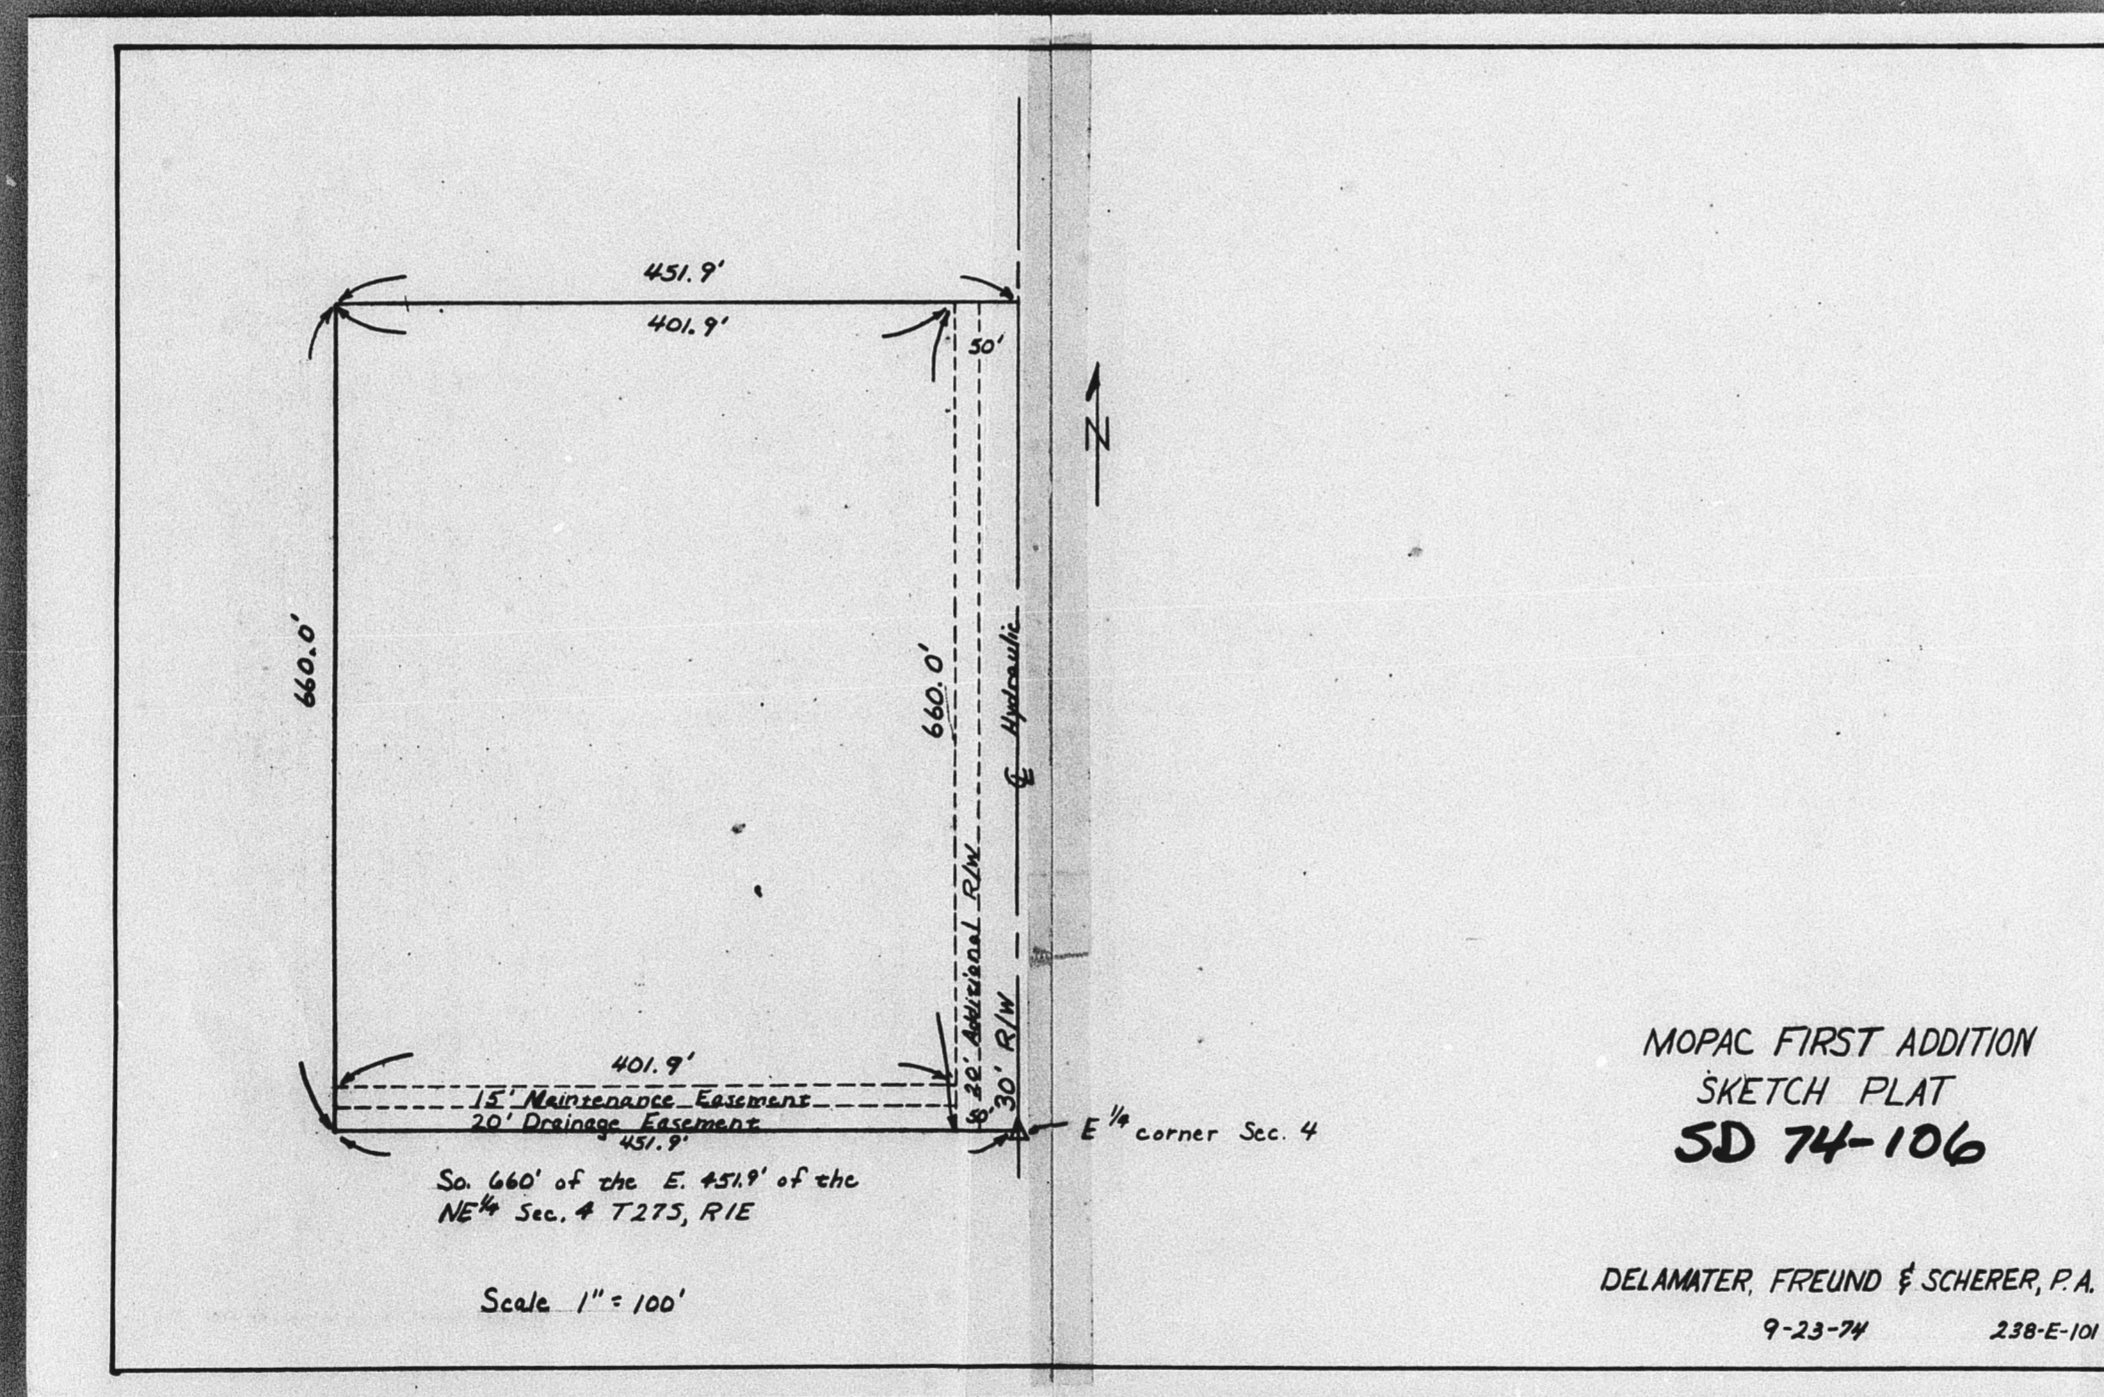 451.9'
401.9'
50'
N
660.0'
660.0'
℄ Hydraulic
20' Additional R/W
30' R/W
401.9'
15' Maintenance Easement
20' Drainage Easement
50'
451.9'
E 1/4 corner Sec. 4
So. 660' of the E. 451.9' of the
NE 1/4 Sec. 4 T27S, R1E
Scale 1" = 100'
MOPAC FIRST ADDITION
SKETCH PLAT
SD 74-106
DELAMATER, FREUND & SCHERER, P.A.
9-23-74 238-E-101